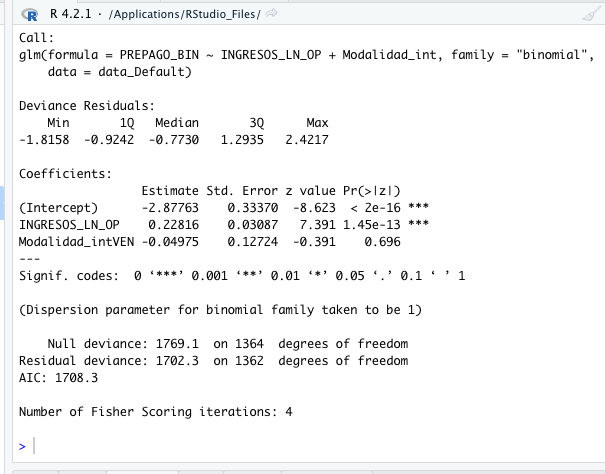 R 4.2.1 · /Applications/RStudio_Files/
Call:
glm(formula = PREPAGO_BIN ~ INGRESOS_LN_OP + Modalidad_int, family = "binomial",
    data = data_Default)
Deviance Residuals:
    Min      1Q  Median      3Q     Max
-1.8158 -0.9242 -0.7730  1.2935  2.4217
Coefficients:
                 Estimate Std. Error z value Pr(>|z|)
(Intercept)      -2.87763    0.33370  -8.623  < 2e-16 ***
INGRESOS_LN_OP    0.22816    0.03087   7.391 1.45e-13 ***
Modalidad_intVEN -0.04975    0.12724  -0.391    0.696
---
Signif. codes:  0 ‘***’ 0.001 ‘**’ 0.01 ‘*’ 0.05 ‘.’ 0.1 ‘ ’ 1
(Dispersion parameter for binomial family taken to be 1)
    Null deviance: 1769.1  on 1364  degrees of freedom
Residual deviance: 1702.3  on 1362  degrees of freedom
AIC: 1708.3
Number of Fisher Scoring iterations: 4
>